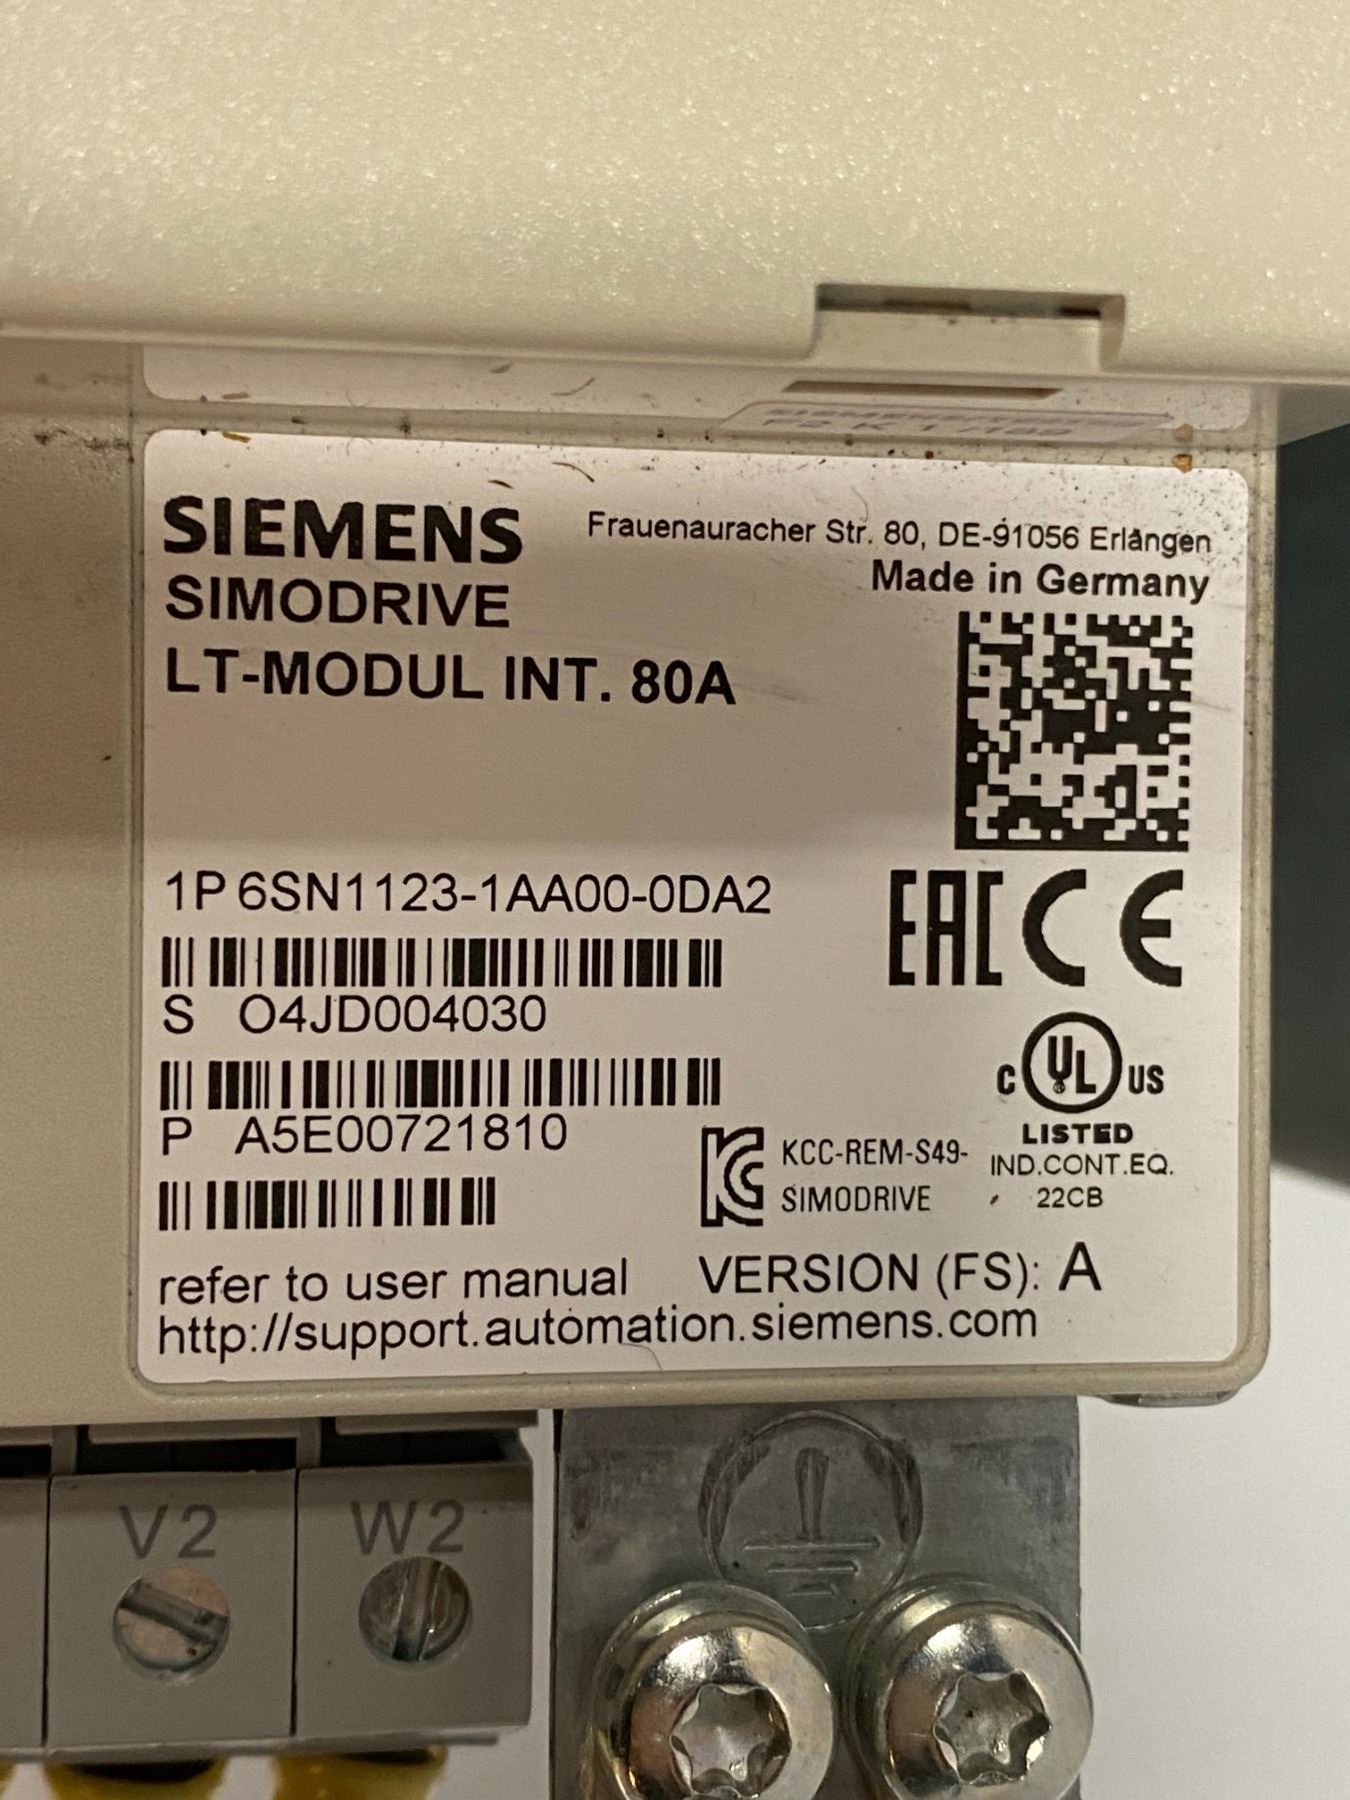 SIEMENS
Frauenauracher Str. 80, DE-91056 Erlangen
Made in Germany
SIMODRIVE
LT-MODUL INT. 80A
1P 6SN1123-1AA00-0DA2
EAC CE
S O4JD004030
c UL US
LISTED
IND.CONT.EQ.
22CB
P A5E00721810
KCC-REM-S49-
SIMODRIVE
refer to user manual
VERSION (FS): A
http://support.automation.siemens.com
V2
W2